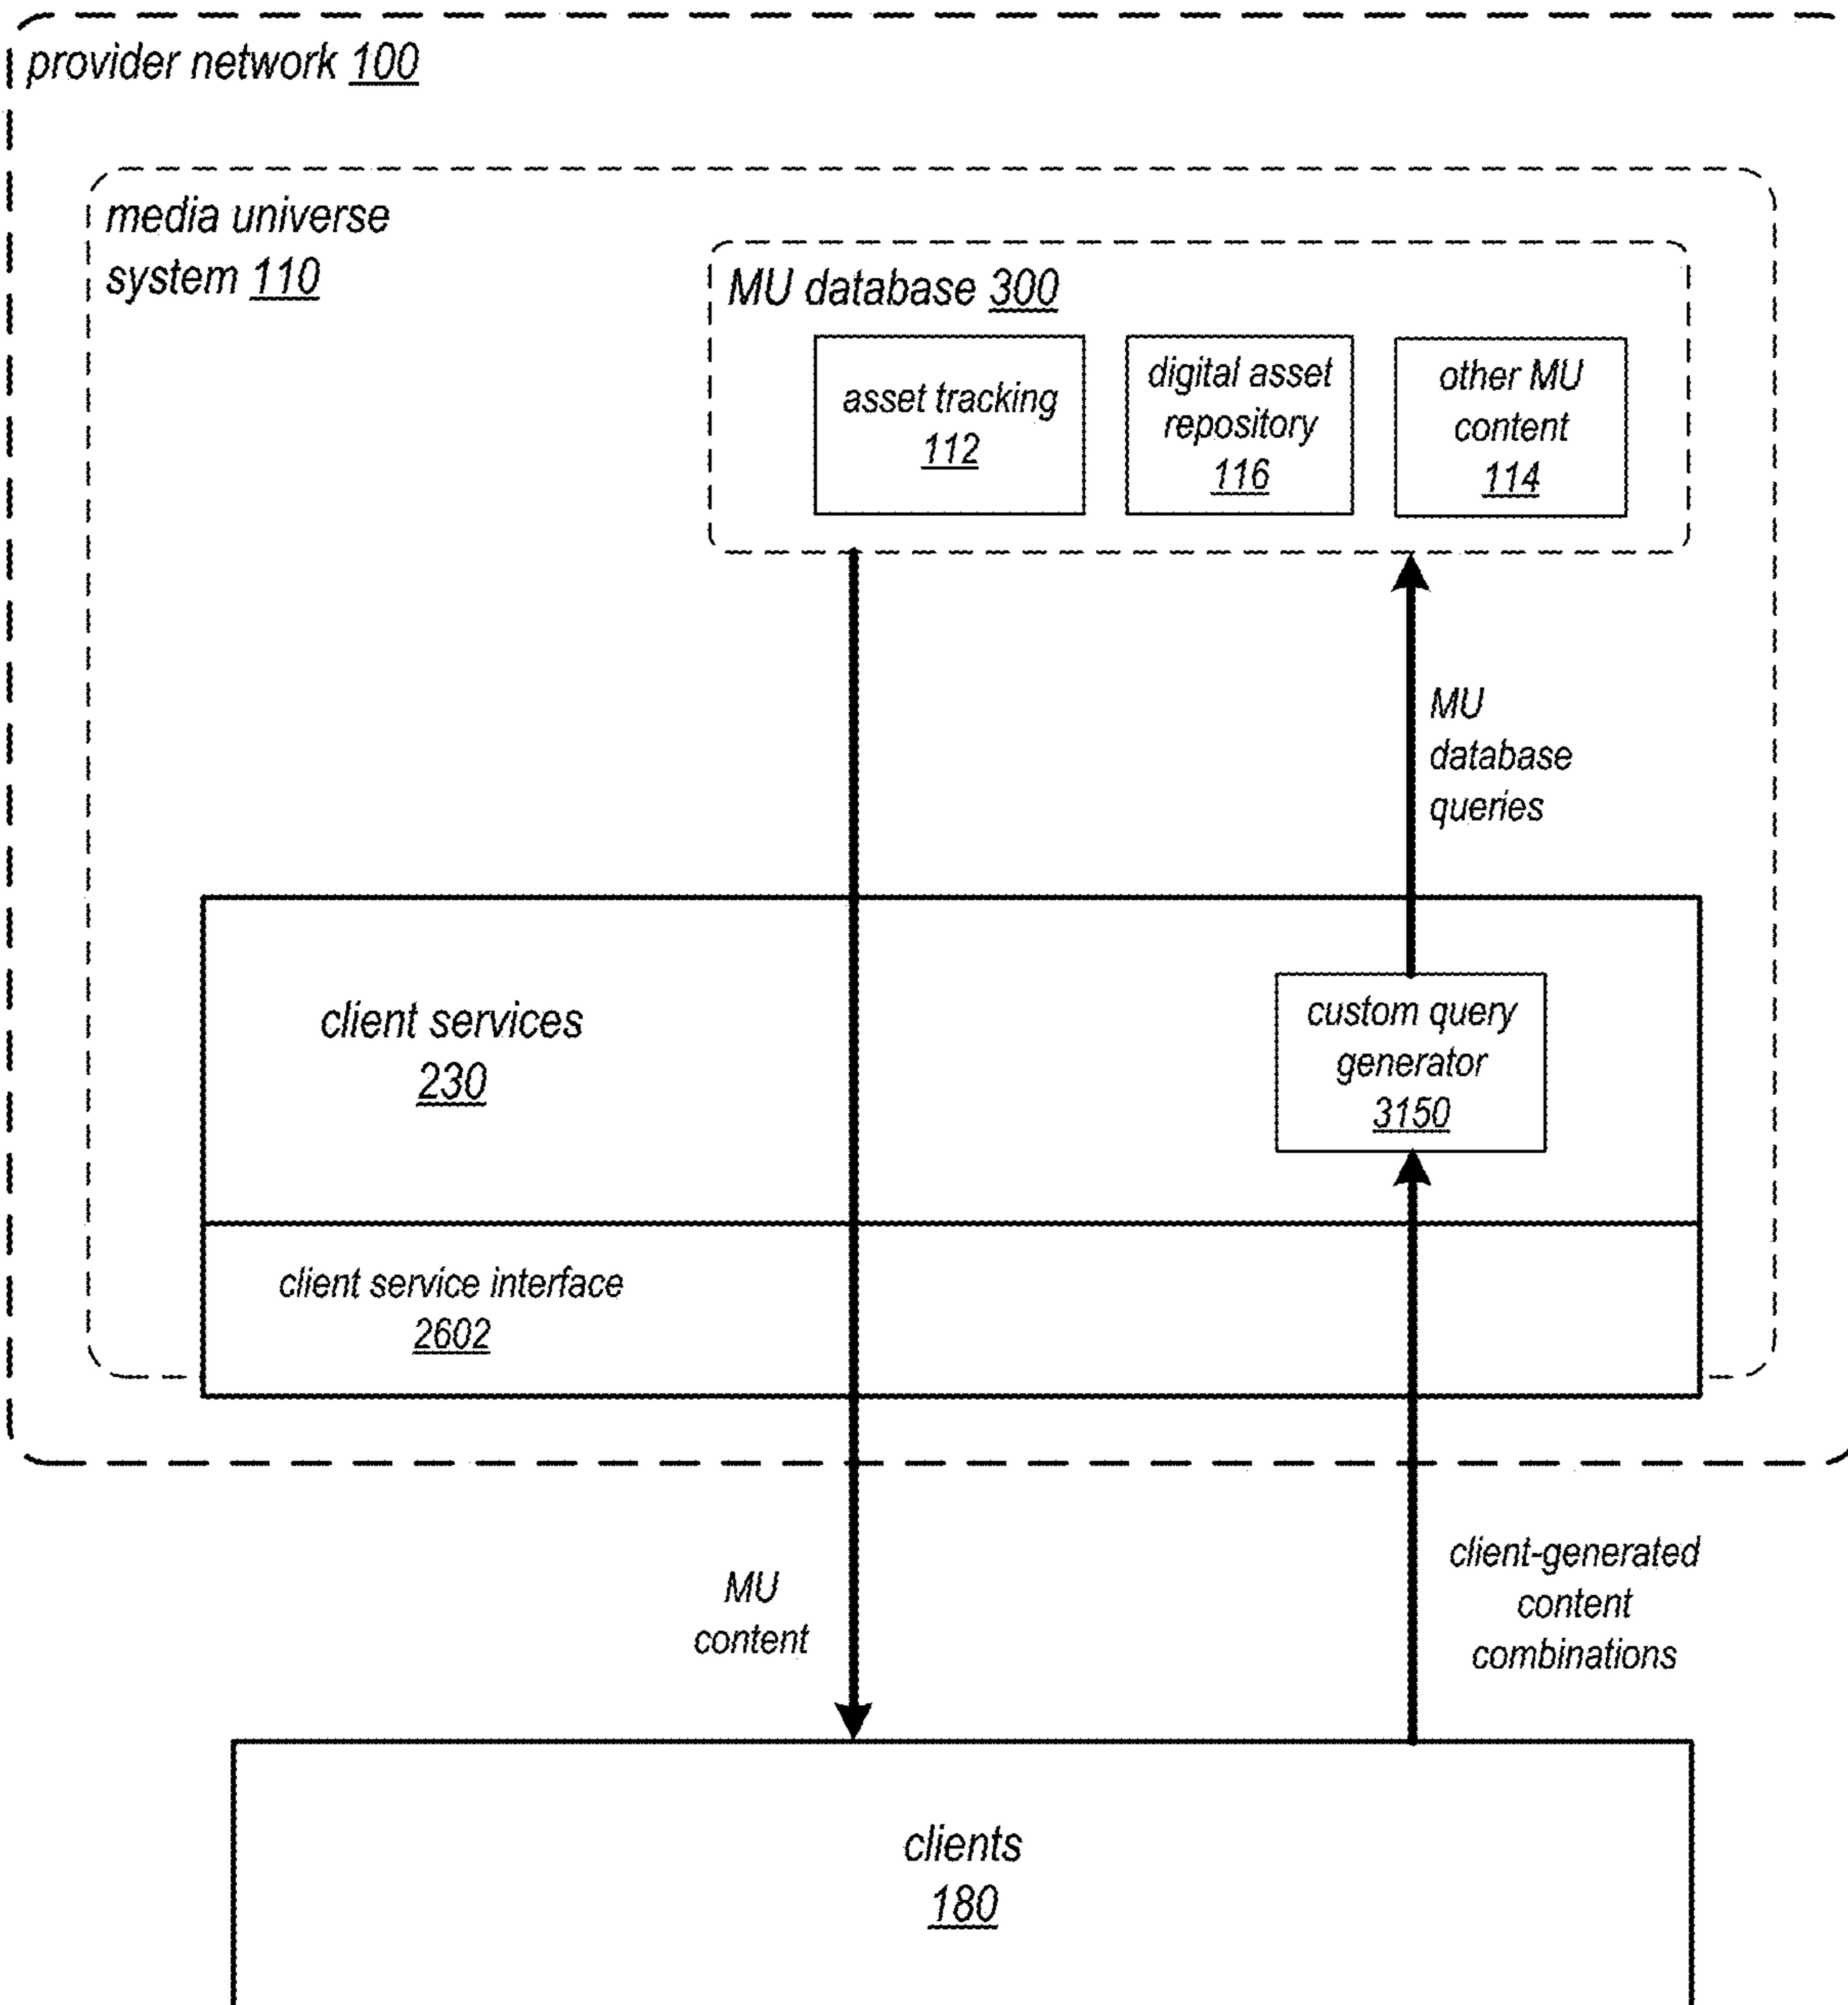 provider network 100
media universe
system 110
MU database 300
asset tracking
112
digital asset
repository
116
other MU
content
114
MU
database
queries
client services
230
custom query
generator
3150
client service interface
2602
MU
content
client-generated
content
combinations
clients
180